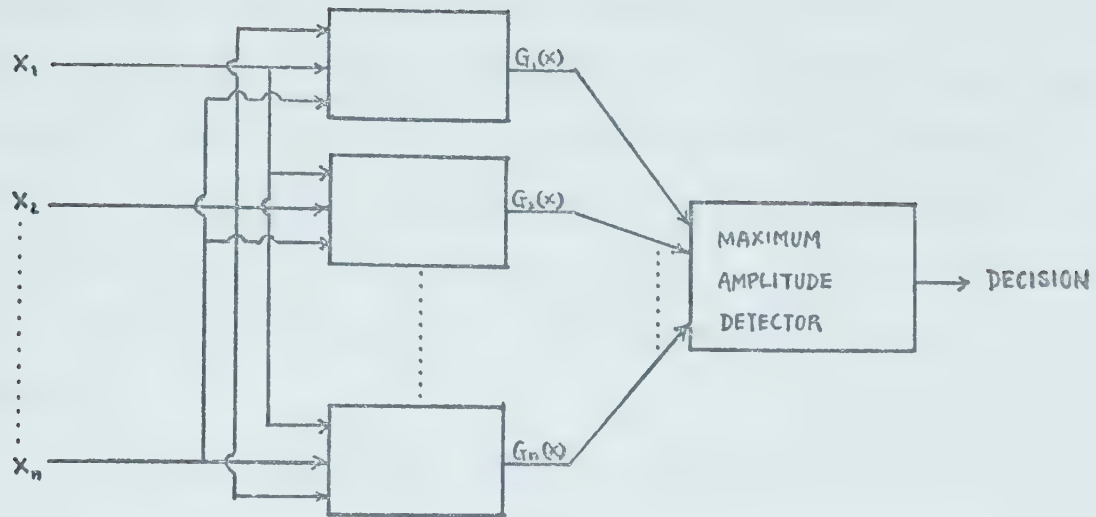 X₁
G₁(x)
X₂
G₂(x)
MAXIMUM
AMPLITUDE
DETECTOR
DECISION
Xₙ
Gₙ(x)